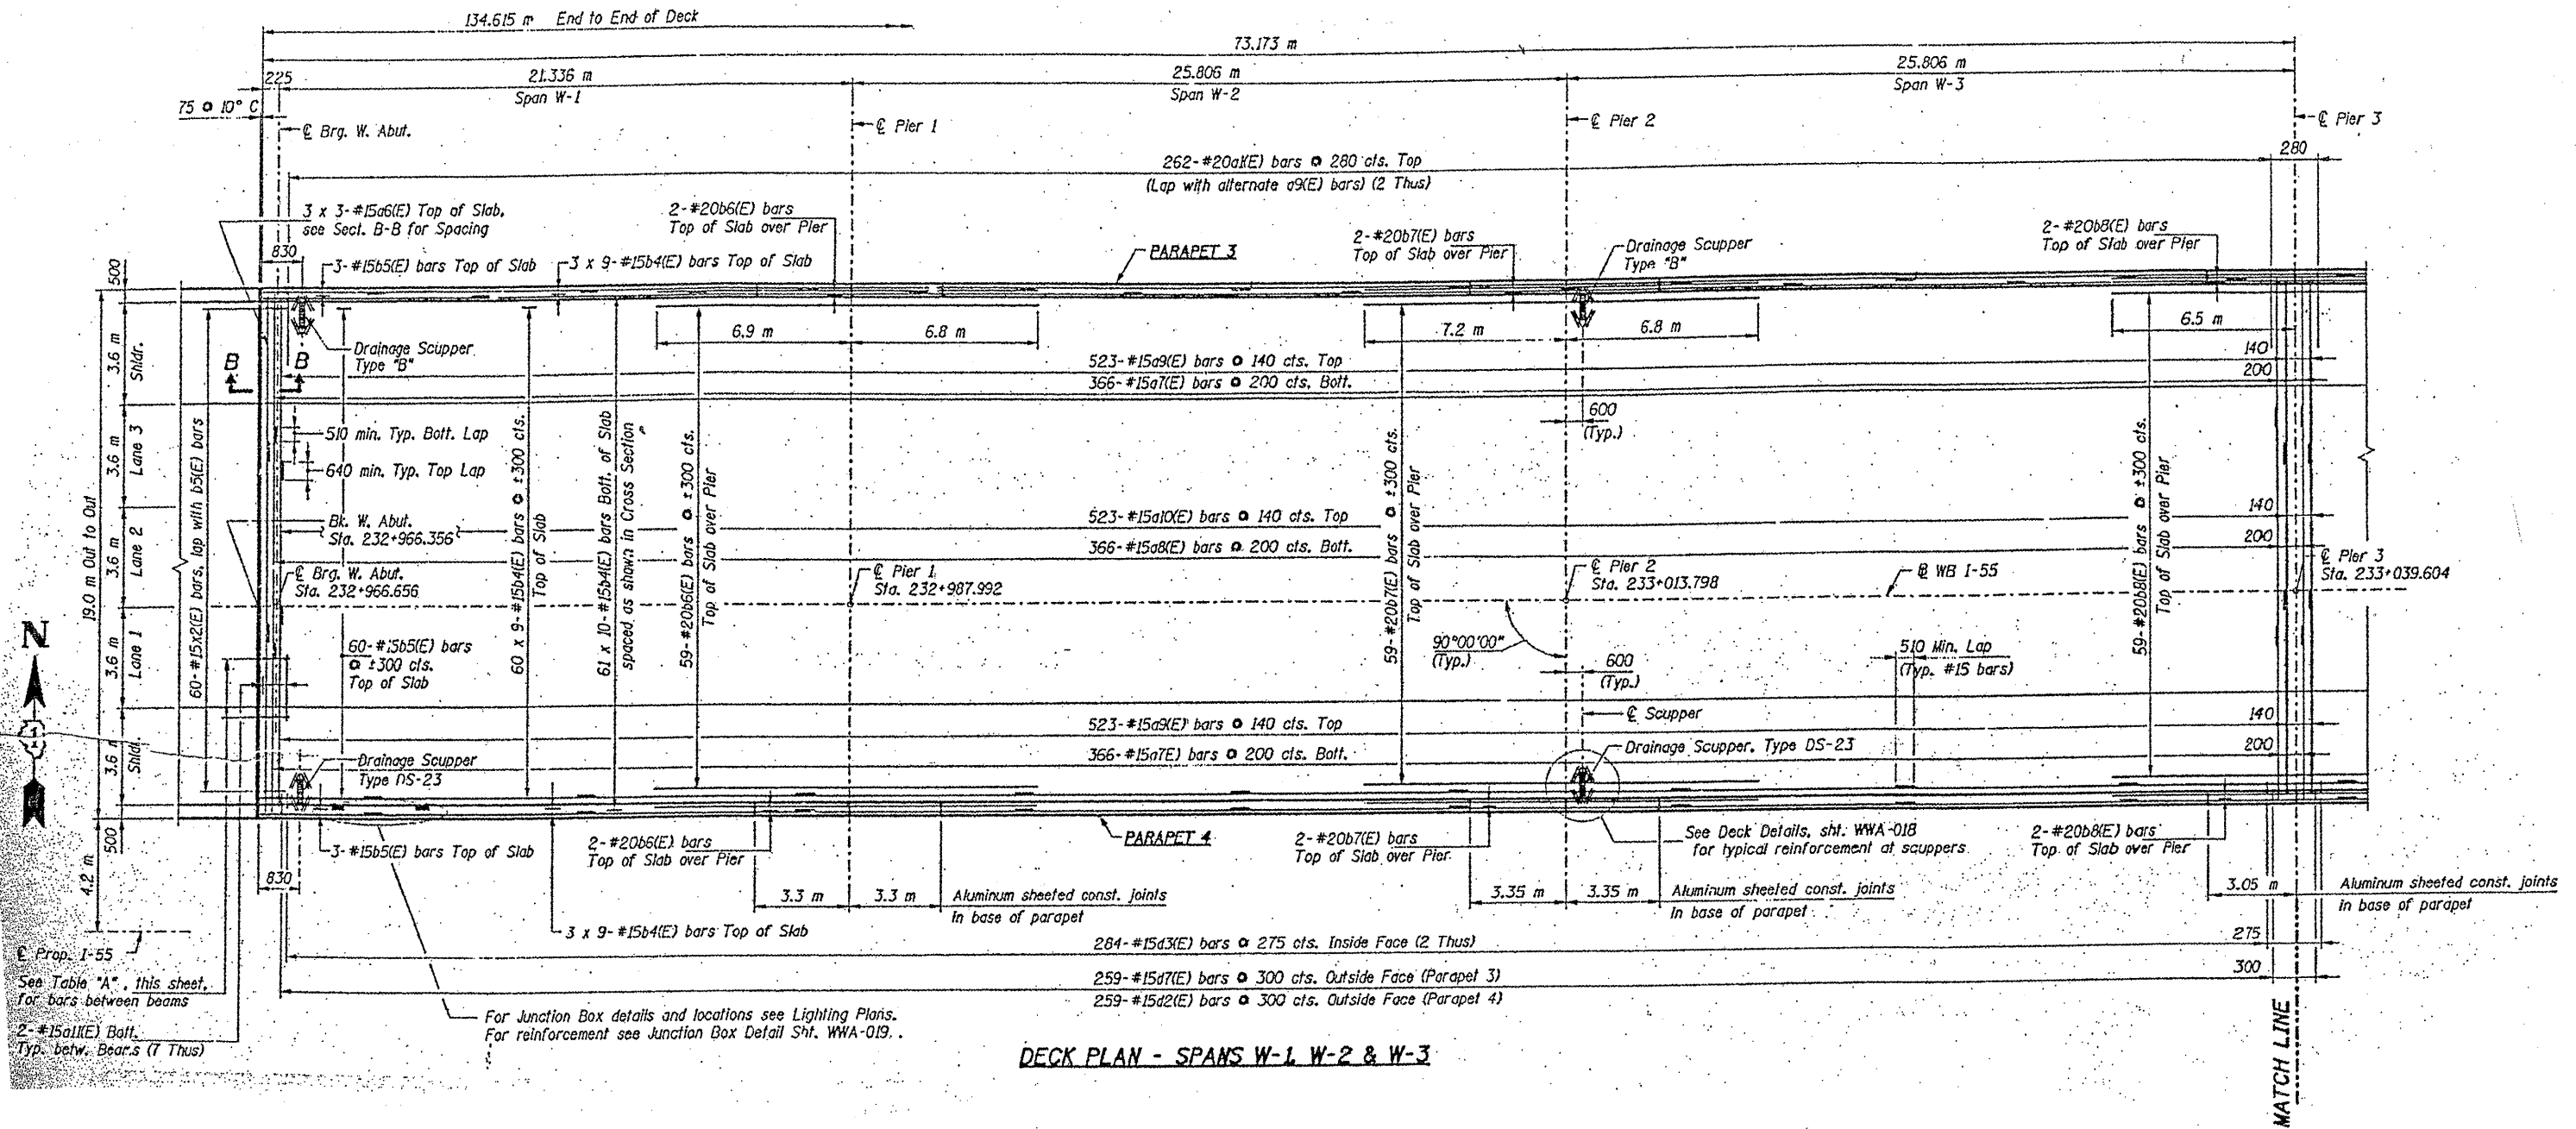 134.615 m End to End of Deck
73.173 m
225
21.336 m
Span W-1
25.806 m
Span W-2
25.806 m
Span W-3
75 @ 10° C
℄ Brg. W. Abut.
℄ Pier 1
℄ Pier 2
℄ Pier 3
262-#20a1(E) bars @ 280 cts. Top
(Lap with alternate a9(E) bars) (2 Thus)
280
3 x 3-#15a6(E) Top of Slab,
see Sect. B-B for Spacing
2-#20b6(E) bars
Top of Slab over Pier
PARAPET 3
2-#20b7(E) bars
Top of Slab over Pier
Drainage Scupper
Type "B"
2-#20b8(E) bars
Top of Slab over Pier
830
3-#15b5(E) bars Top of Slab
3 x 9-#15b4(E) bars Top of Slab
500
6.9 m
6.8 m
7.2 m
6.8 m
6.5 m
Drainage Scupper
Type "B"
B
B
3.6 m
Shldr.
523-#15a9(E) bars @ 140 cts. Top
140
366-#15a7(E) bars @ 200 cts. Bott.
200
600
(Typ.)
510 min. Typ. Bott. Lap
640 min. Typ. Top Lap
3.6 m
Lane 3
19.0 m Out to Out
60-#15x2(E) bars, lap with b5(E) bars
60 x 9-#15b4(E) bars @ ±300 cts.
Top of Slab
61 x 10-#15b4(E) bars Bott. of Slab
spaced as shown in Cross Section
59-#20b6(E) bars @ ±300 cts.
Top of Slab over Pier
59-#20b7(E) bars @ ±300 cts.
Top of Slab over Pier
59-#20b8(E) bars @ ±300 cts.
Top of Slab over Pier
Bk. W. Abut.
Sta. 232+966.356
523-#15a10(E) bars @ 140 cts. Top
140
366-#15a8(E) bars @ 200 cts. Bott.
200
3.6 m
Lane 2
℄ Brg. W. Abut.
Sta. 232+966.656
℄ Pier 1
Sta. 232+987.992
℄ Pier 2
Sta. 233+013.798
℄ WB I-55
℄ Pier 3
Sta. 233+039.604
N
3.6 m
Lane 1
60-#15b5(E) bars
@ ±300 cts.
Top of Slab
90°00'00"
(Typ.)
600
(Typ.)
510 Min. Lap
(Typ. #15 bars)
℄ Scupper
523-#15a9(E) bars @ 140 cts. Top
140
366-#15a7E) bars @ 200 cts. Bott.
200
3.6 m
Shldr.
Drainage Scupper
Type DS-23
Drainage Scupper, Type DS-23
3-#15b5(E) bars Top of Slab
2-#20b6(E) bars
Top of Slab over Pier
PARAPET 4
2-#20b7(E) bars
Top of Slab over Pier
See Deck Details, sht. WWA-018
for typical reinforcement at scuppers
2-#20b8(E) bars
Top of Slab over Pier
500
4.2 m
830
3.3 m
3.3 m
Aluminum sheeted const. joints
in base of parapet
3.35 m
3.35 m
Aluminum sheeted const. joints
in base of parapet
3.05 m
Aluminum sheeted const. joints
in base of parapet
3 x 9-#15b4(E) bars Top of Slab
284-#15d3(E) bars @ 275 cts. Inside Face (2 Thus)
275
259-#15d7(E) bars @ 300 cts. Outside Face (Parapet 3)
300
259-#15d2(E) bars @ 300 cts. Outside Face (Parapet 4)
℄ Prop. I-55
See Table "A", this sheet,
for bars between beams
2-#15a11(E) Bott.
Typ. betw. Beams (7 Thus)
For Junction Box details and locations see Lighting Plans.
For reinforcement see Junction Box Detail Sht. WWA-019.
DECK PLAN - SPANS W-1, W-2 & W-3
MATCH LINE